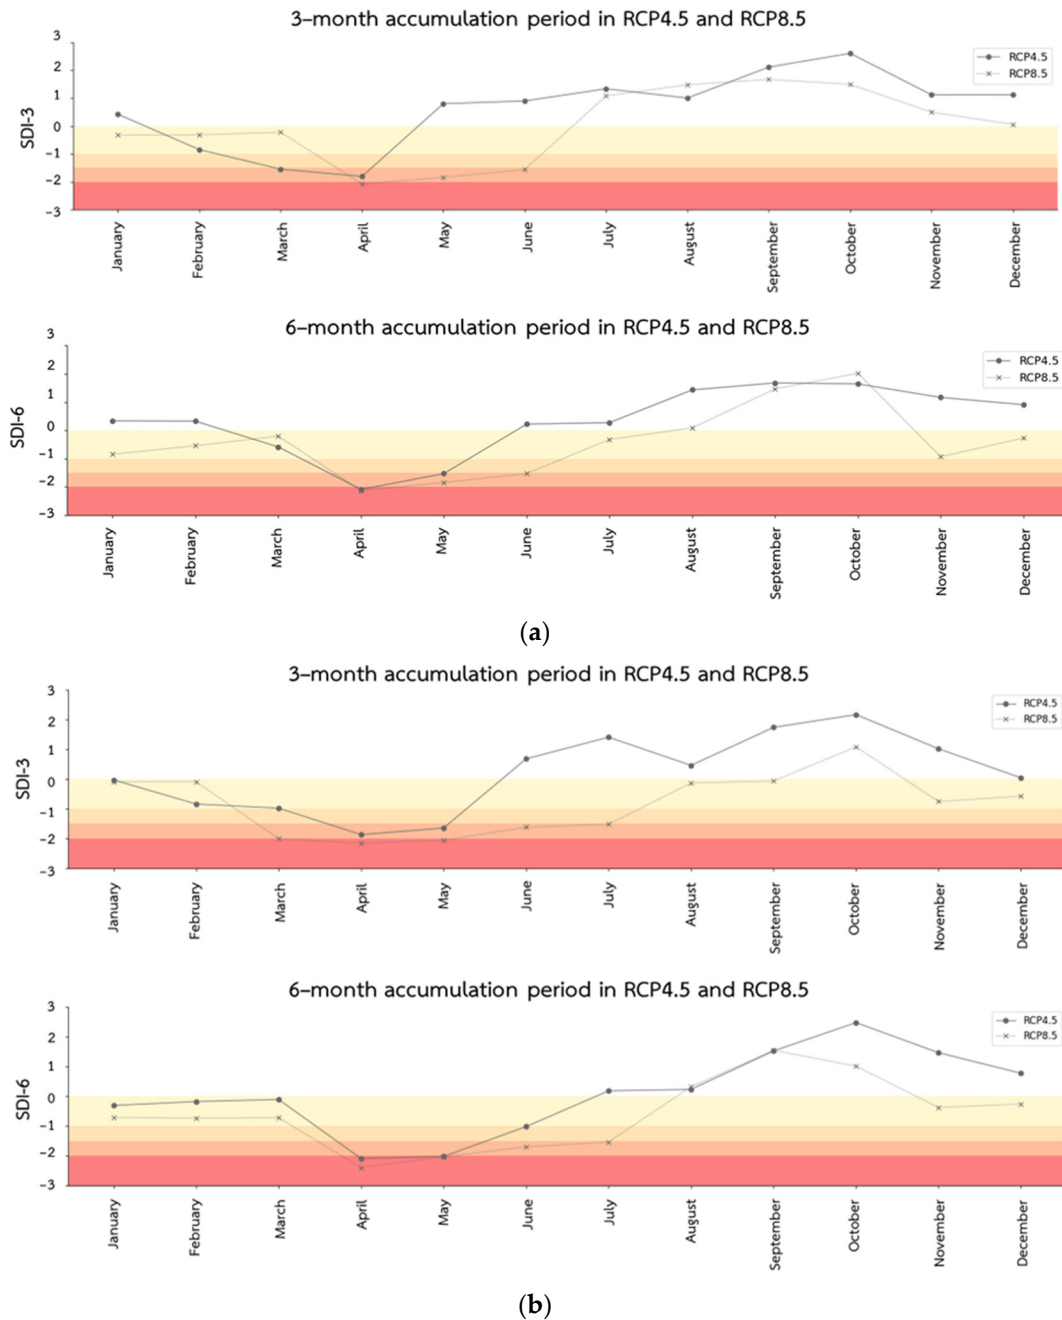 3–month accumulation period in RCP4.5 and RCP8.5
3
2
1
0
−1
−2
−3
SDI-3
RCP4.5
RCP8.5
January
February
March
April
May
June
July
August
September
October
November
December
6–month accumulation period in RCP4.5 and RCP8.5
3
2
1
0
−1
−2
−3
SDI-6
RCP4.5
RCP8.5
January
February
March
April
May
June
July
August
September
October
November
December
(a)
3–month accumulation period in RCP4.5 and RCP8.5
3
2
1
0
−1
−2
−3
SDI-3
RCP4.5
RCP8.5
January
February
March
April
May
June
July
August
September
October
November
December
6–month accumulation period in RCP4.5 and RCP8.5
3
2
1
0
−1
−2
−3
SDI-6
RCP4.5
RCP8.5
January
February
March
April
May
June
July
August
September
October
November
December
(b)